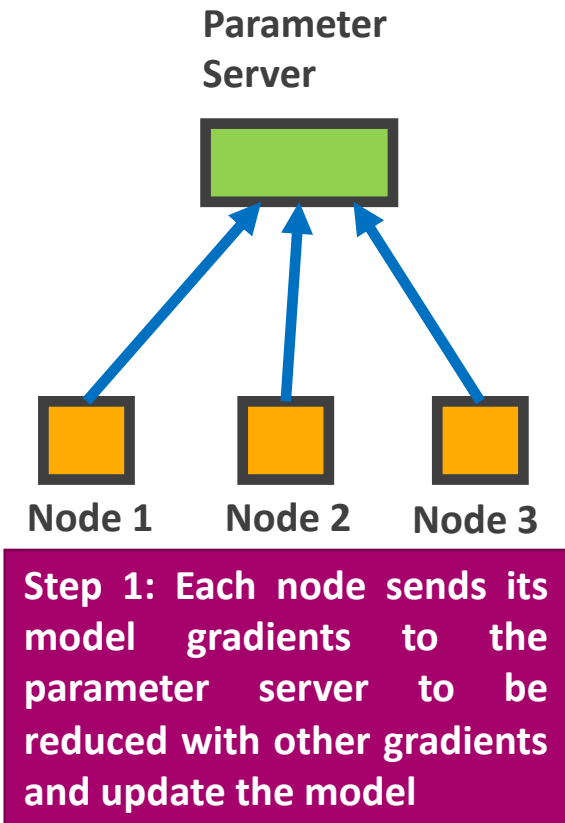 Parameter
Server
Node 1
Node 2
Node 3
Step 1: Each node sends its
model gradients to the
parameter server to be
reduced with other gradients
and update the model